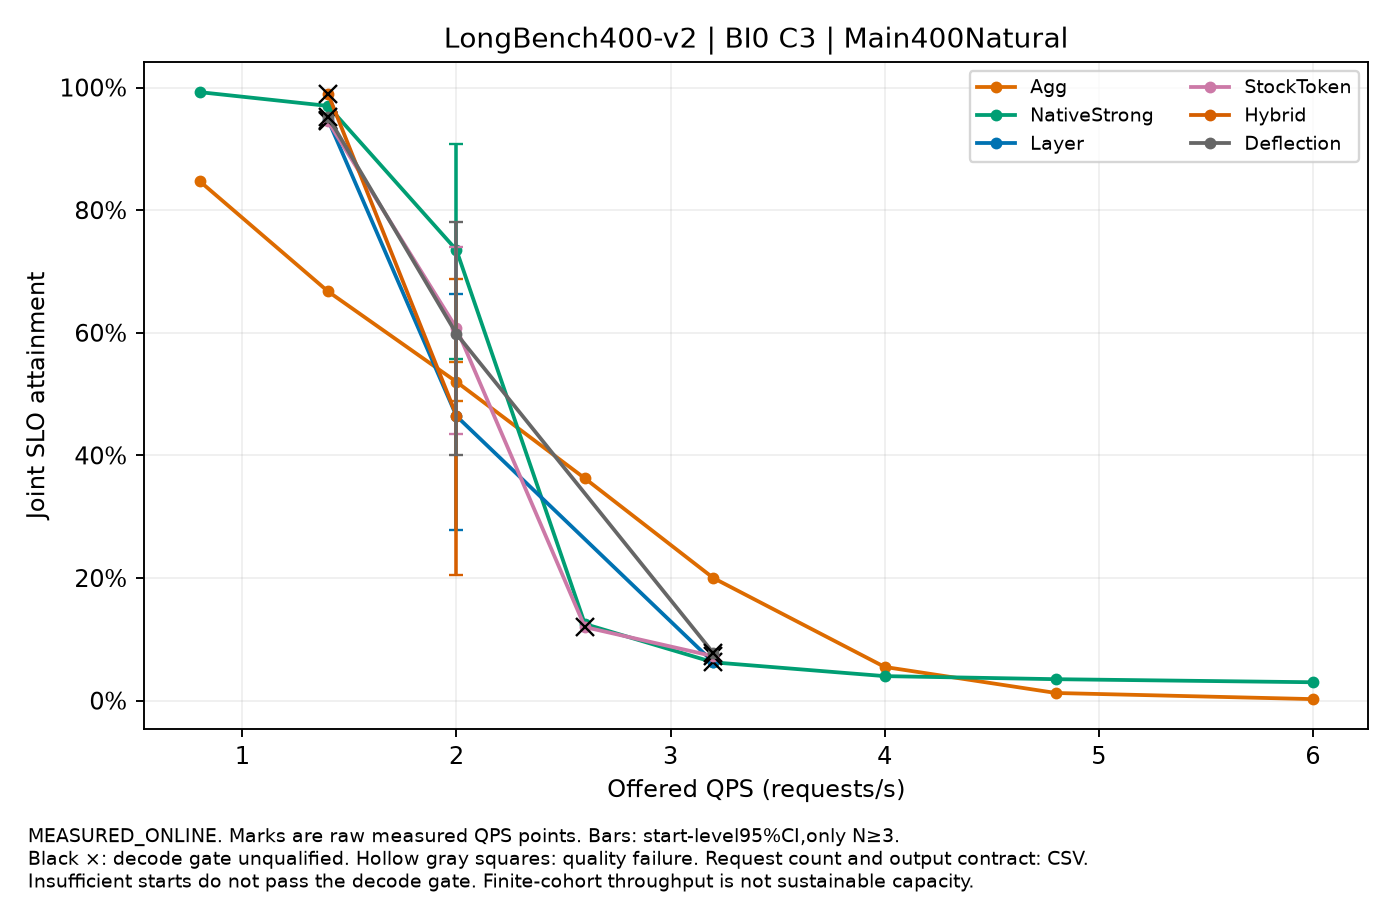 LongBench400-v2 | BI0 C3 | Main400Natural
Agg
NativeStrong
Layer
StockToken
Hybrid
Deflection
Joint SLO attainment
100%
80%
60%
40%
20%
0%
1 2 3 4 5 6
Offered QPS (requests/s)
MEASURED_ONLINE. Marks are raw measured QPS points. Bars: start-level95%CI,only N≥3.
Black ×: decode gate unqualified. Hollow gray squares: quality failure. Request count and output contract: CSV.
Insufficient starts do not pass the decode gate. Finite-cohort throughput is not sustainable capacity.